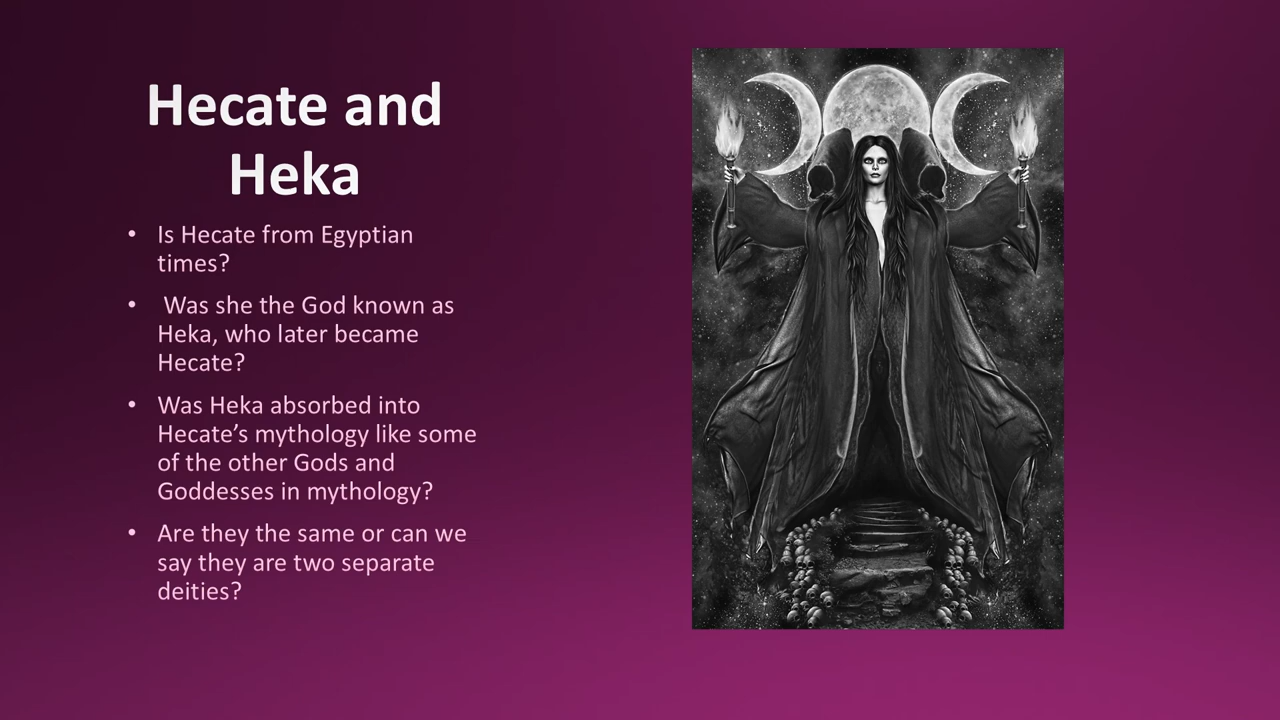 Hecate and
Heka
• Is Hecate from Egyptian
times?
• Was she the God known as
Heka, who later became
Hecate?
• Was Heka absorbed into
Hecate’s mythology like some
of the other Gods and
Goddesses in mythology?
• Are they the same or can we
say they are two separate
deities?